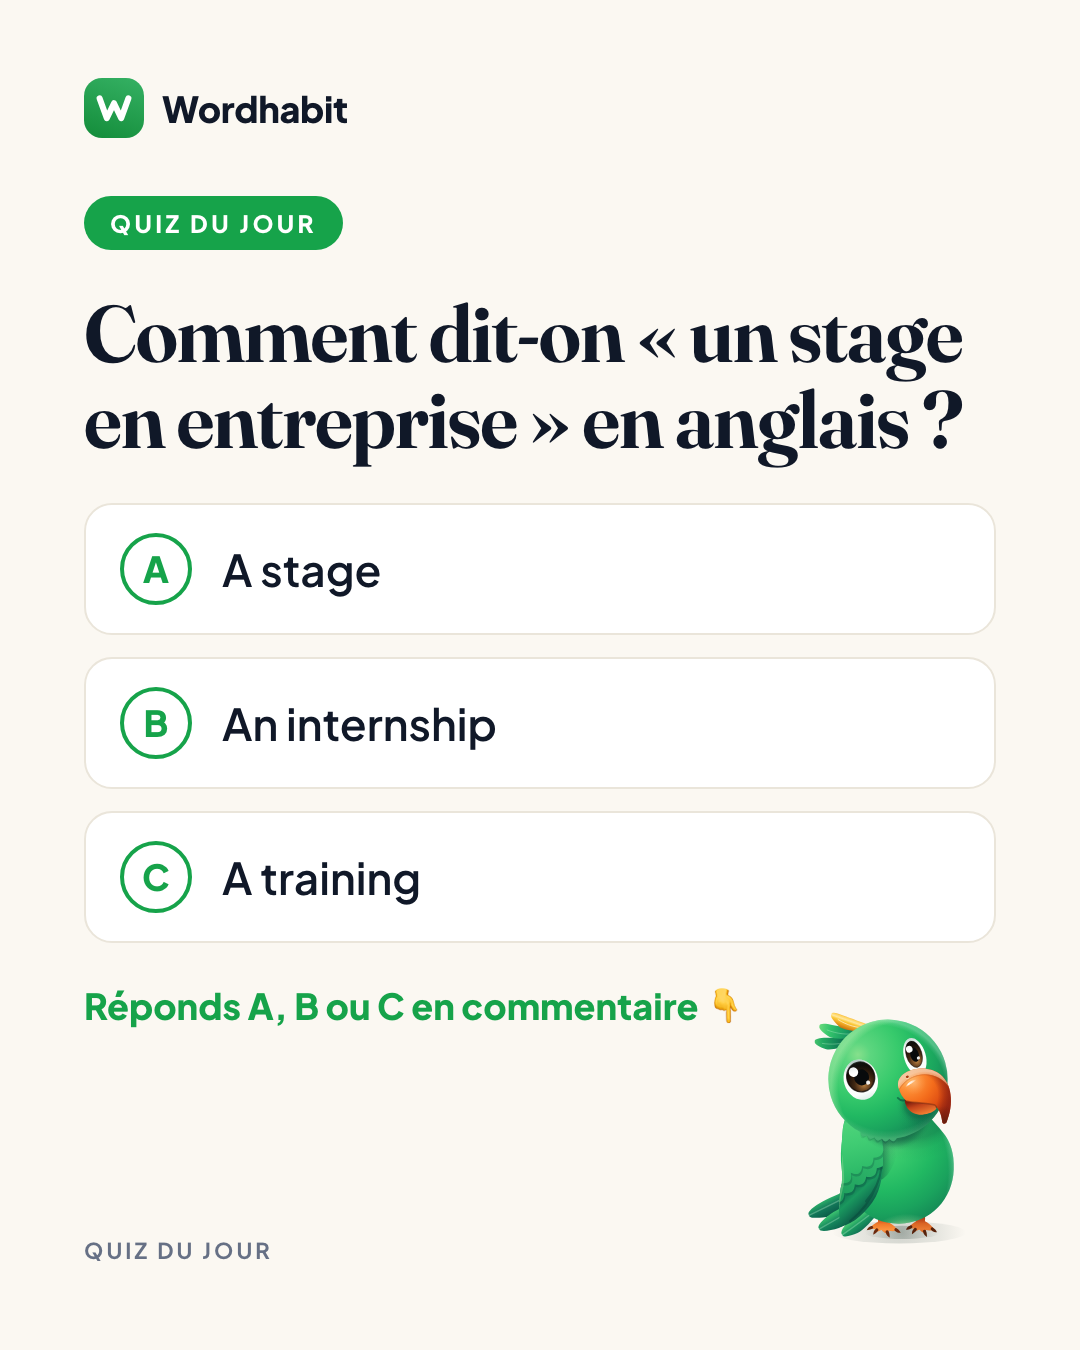 W
Wordhabit
QUIZ DU JOUR
Comment dit-on « un stage
en entreprise » en anglais ?
A A stage
B An internship
C A training
Réponds A, B ou C en commentaire 👇
QUIZ DU JOUR